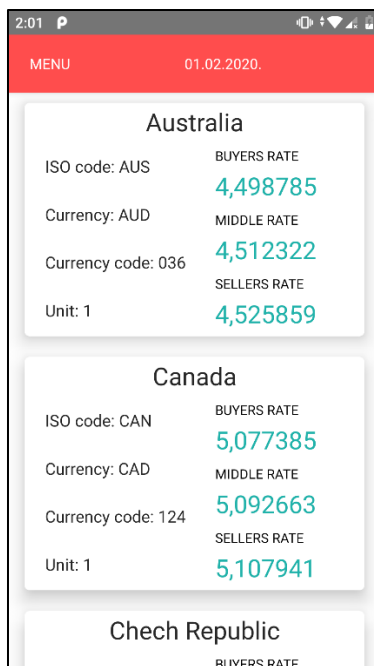 2:01
MENU 01.02.2020.
Australia
ISO code: AUS
Currency: AUD
Currency code: 036
Unit: 1
BUYERS RATE
4,498785
MIDDLE RATE
4,512322
SELLERS RATE
4,525859
Canada
ISO code: CAN
Currency: CAD
Currency code: 124
Unit: 1
BUYERS RATE
5,077385
MIDDLE RATE
5,092663
SELLERS RATE
5,107941
Chech Republic
BUYERS RATE